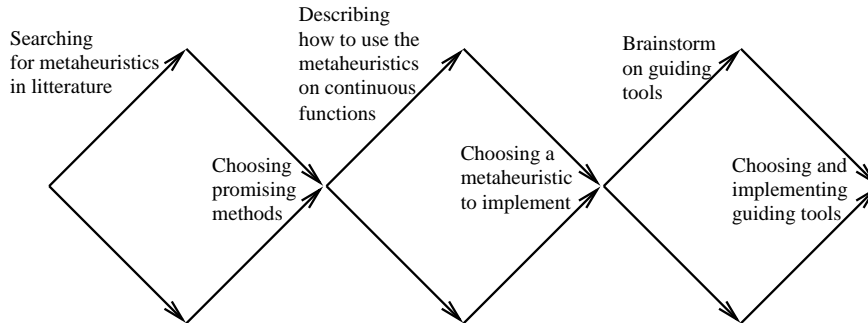 Searching
for metaheuristics
in litterature
Choosing
promising
methods
Describing
how to use the
metaheuristics
on continuous
functions
Choosing a
metaheuristic
to implement
Brainstorm
on guiding
tools
Choosing and
implementing
guiding tools